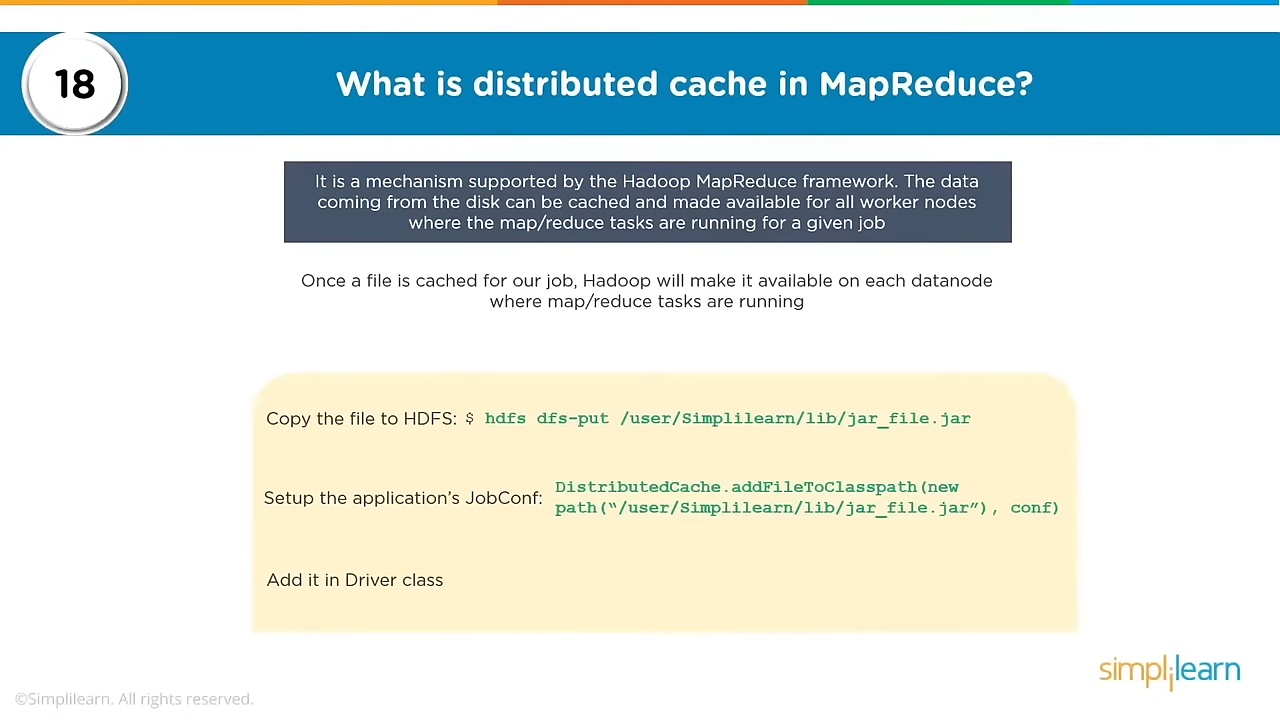 18
What is distributed cache in MapReduce?
It is a mechanism supported by the Hadoop MapReduce framework. The data
coming from the disk can be cached and made available for all worker nodes
where the map/reduce tasks are running for a given job
Once a file is cached for our job, Hadoop will make it available on each datanode
where map/reduce tasks are running
Copy the file to HDFS: $ hdfs dfs-put /user/Simplilearn/lib/jar_file.jar
Setup the application’s JobConf: DistributedCache.addFileToClasspath(new
path(“/user/Simplilearn/lib/jar_file.jar”), conf)
Add it in Driver class
simplilearn
©Simplilearn. All rights reserved.